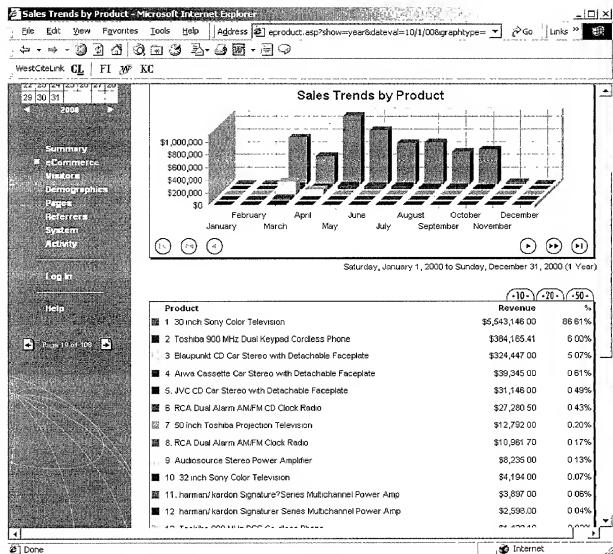 Sales Trends by Product - Microsoft Internet Explorer
File Edit View Favorites Tools Help Address eproduct.asp?show=year&dateval=10/1/00&graphtype= Go Links »
WestCiteLink CL FI WP KC
22 23 24 25 26 27 28
29 30 31
2000
Summary
eCommerce
Visitors
Demographics
Pages
Referrers
System
Activity
Log In
Help
Page 19 of 108
Sales Trends by Product
$1,000,000
$800,000
$600,000
$400,000
$200,000
$0
February April June August October December
January March May July September November
Saturday, January 1, 2000 to Sunday, December 31, 2000 (1 Year)
-10- -20- -50-
Product Revenue %
1 30 inch Sony Color Television $5,543,146 00 86 61%
2 Toshiba 900 MHz Dual Keypad Cordless Phone $384,185.41 6 00%
3 Blaupunkt CD Car Stereo with Detachable Faceplate $324,447 00 5 07%
4 Aiwa Cassette Car Stereo with Detachable Faceplate $39,345 00 0 61%
5. JVC CD Car Stereo with Detachable Faceplate $31,146 00 0 49%
6 RCA Dual Alarm AM/FM CD Clock Radio $27,280 50 0 43%
7 50 inch Toshiba Projection Television $12,792 00 0.20%
8. RCA Dual Alarm AM/FM Clock Radio $10,961 70 0 17%
9 Audiosource Stereo Power Amplifier $8,235 00 0 13%
10 32 inch Sony Color Television $4,194 00 0.07%
11. harman/kardon Signature?Series Multichannel Power Amp $3,897 00 0 06%
12 harman/kardon Signaturer Series Multichannel Power Amp $2,598.00 0 04%
Done Internet